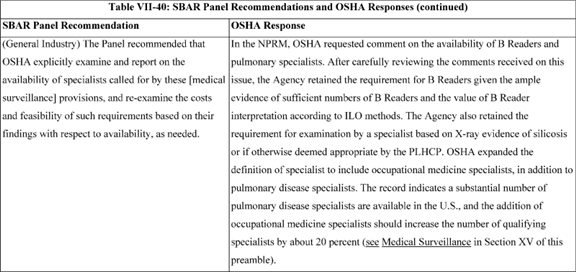 Table VII-40: SBAR Panel Recommendations and OSHA Responses (continued)
SBAR Panel Recommendation
(General Industry) The Panel recommended that
OSHA explicitly examine and report on the
availability of specialists called for by these [medical
surveillance] provisions, and re-examine the costs
and feasibility of such requirements based on their
findings with respect to availability, as needed.
OSHA Response
In the NPRM, OSHA requested comment on the availability of B Readers and
pulmonary specialists. After carefully reviewing the comments received on this
issue, the Agency retained the requirement for B Readers given the ample
evidence of sufficient numbers of B Readers and the value of B Reader
interpretation according to ILO methods. The Agency also retained the
requirement for examination by a specialist based on X-ray evidence of silicosis
or if otherwise deemed appropriate by the PLHCP. OSHA expanded the
definition of specialist to include occupational medicine specialists, in addition to
pulmonary disease specialists. The record indicates a substantial number of
pulmonary disease specialists are available in the U.S., and the addition of
occupational medicine specialists should increase the number of qualifying
specialists by about 20 percent (see Medical Surveillance in Section XV of this
preamble).